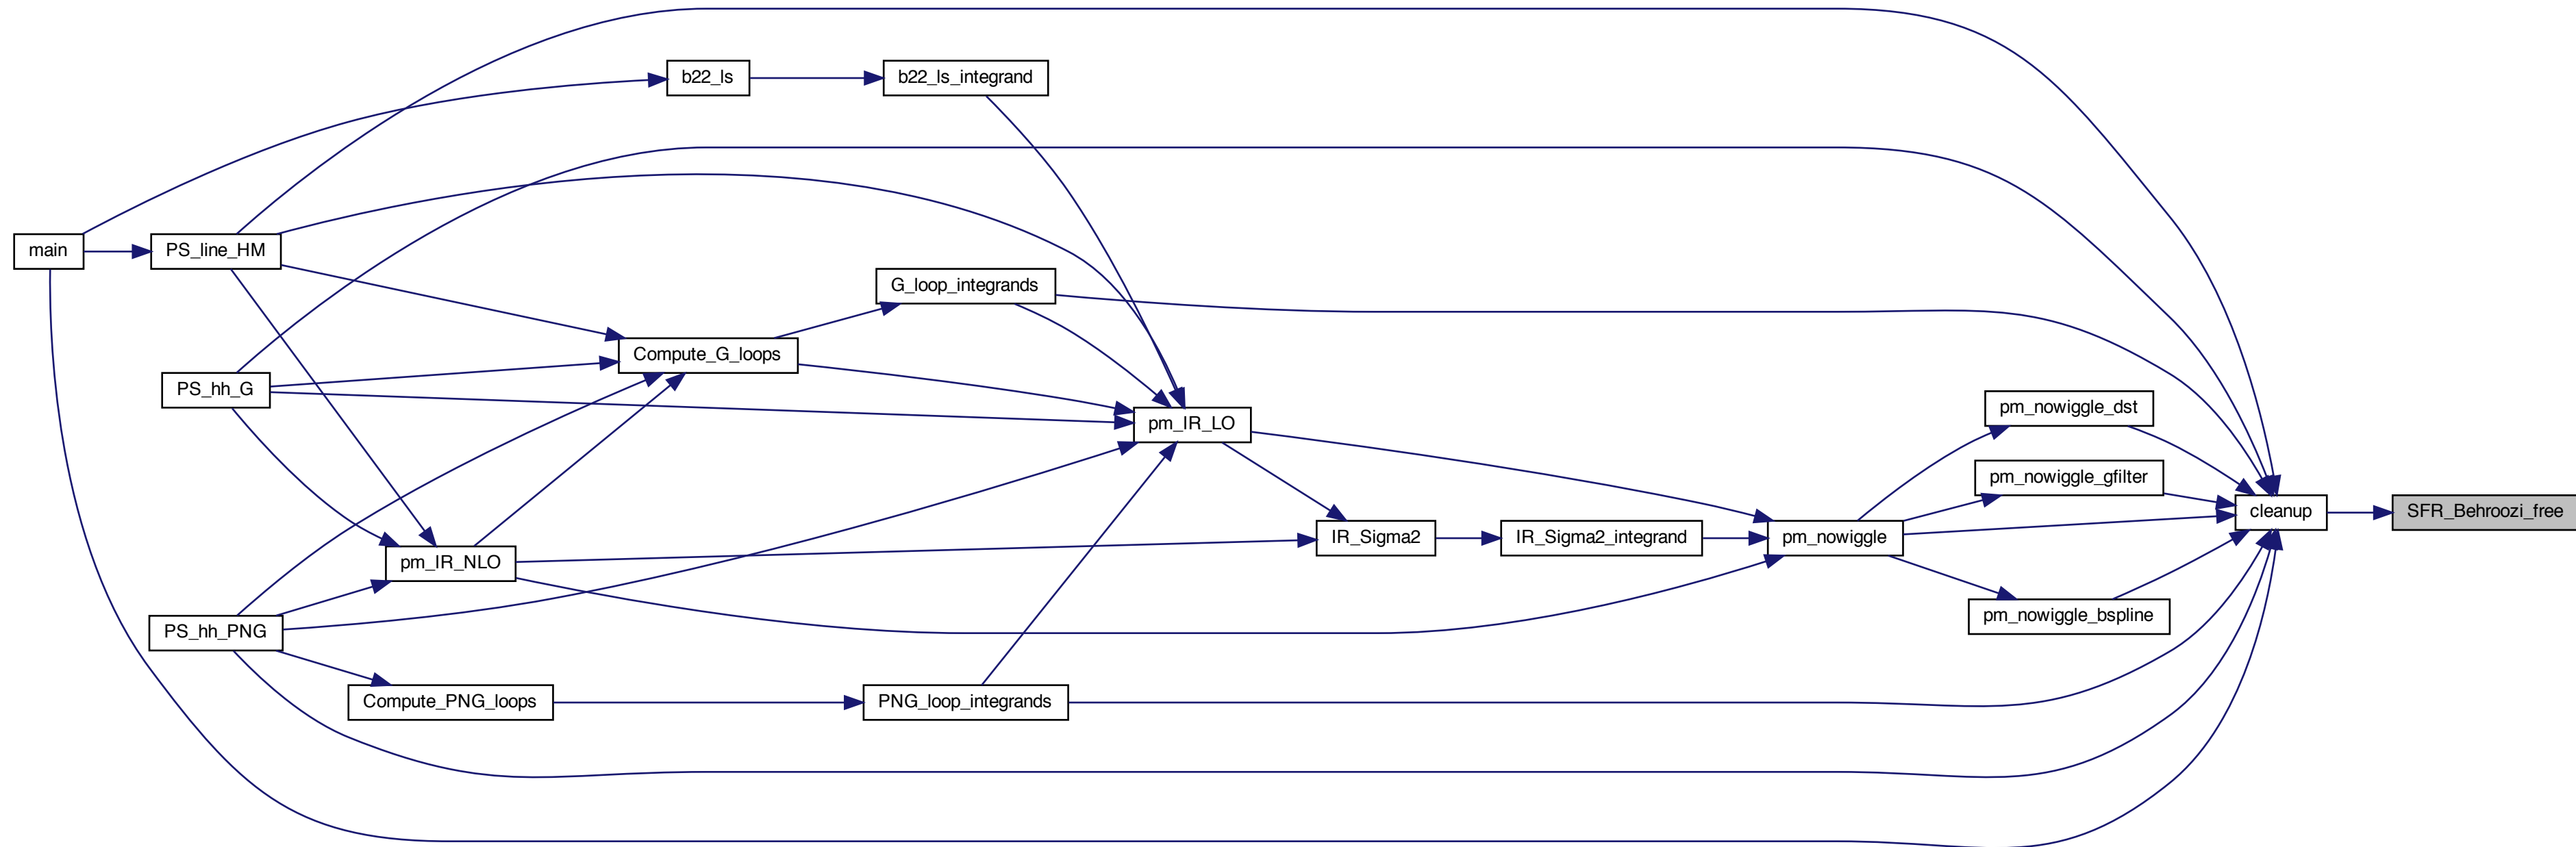 b22_ls
b22_ls_integrand
main
PS_line_HM
G_loop_integrands
Compute_G_loops
PS_hh_G
pm_IR_LO
pm_nowiggle_dst
pm_nowiggle_gfilter
cleanup
SFR_Behroozi_free
IR_Sigma2
IR_Sigma2_integrand
pm_nowiggle
pm_IR_NLO
pm_nowiggle_bspline
PS_hh_PNG
Compute_PNG_loops
PNG_loop_integrands